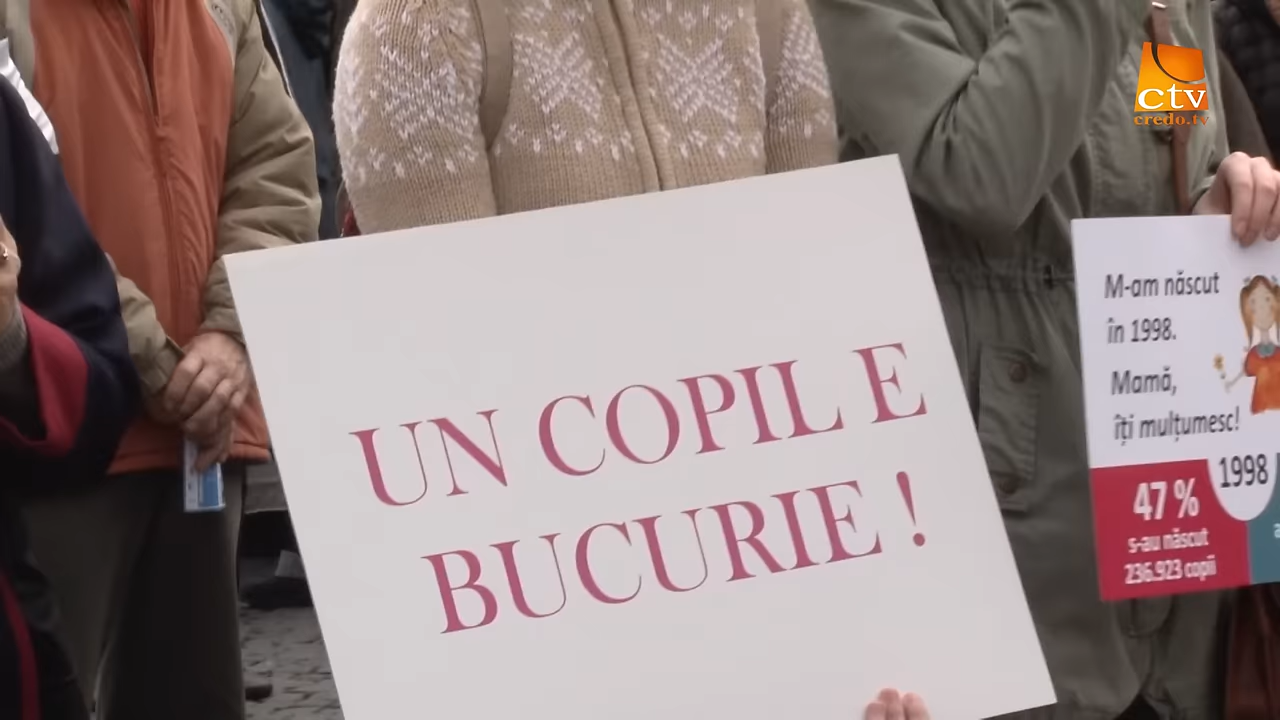 ctv
credo.tv
UN COPIL E
BUCURIE !
M-am născut
în 1998.
Mamă,
îți mulțumesc!
1998
47 %
s-au născut
236.923 copii